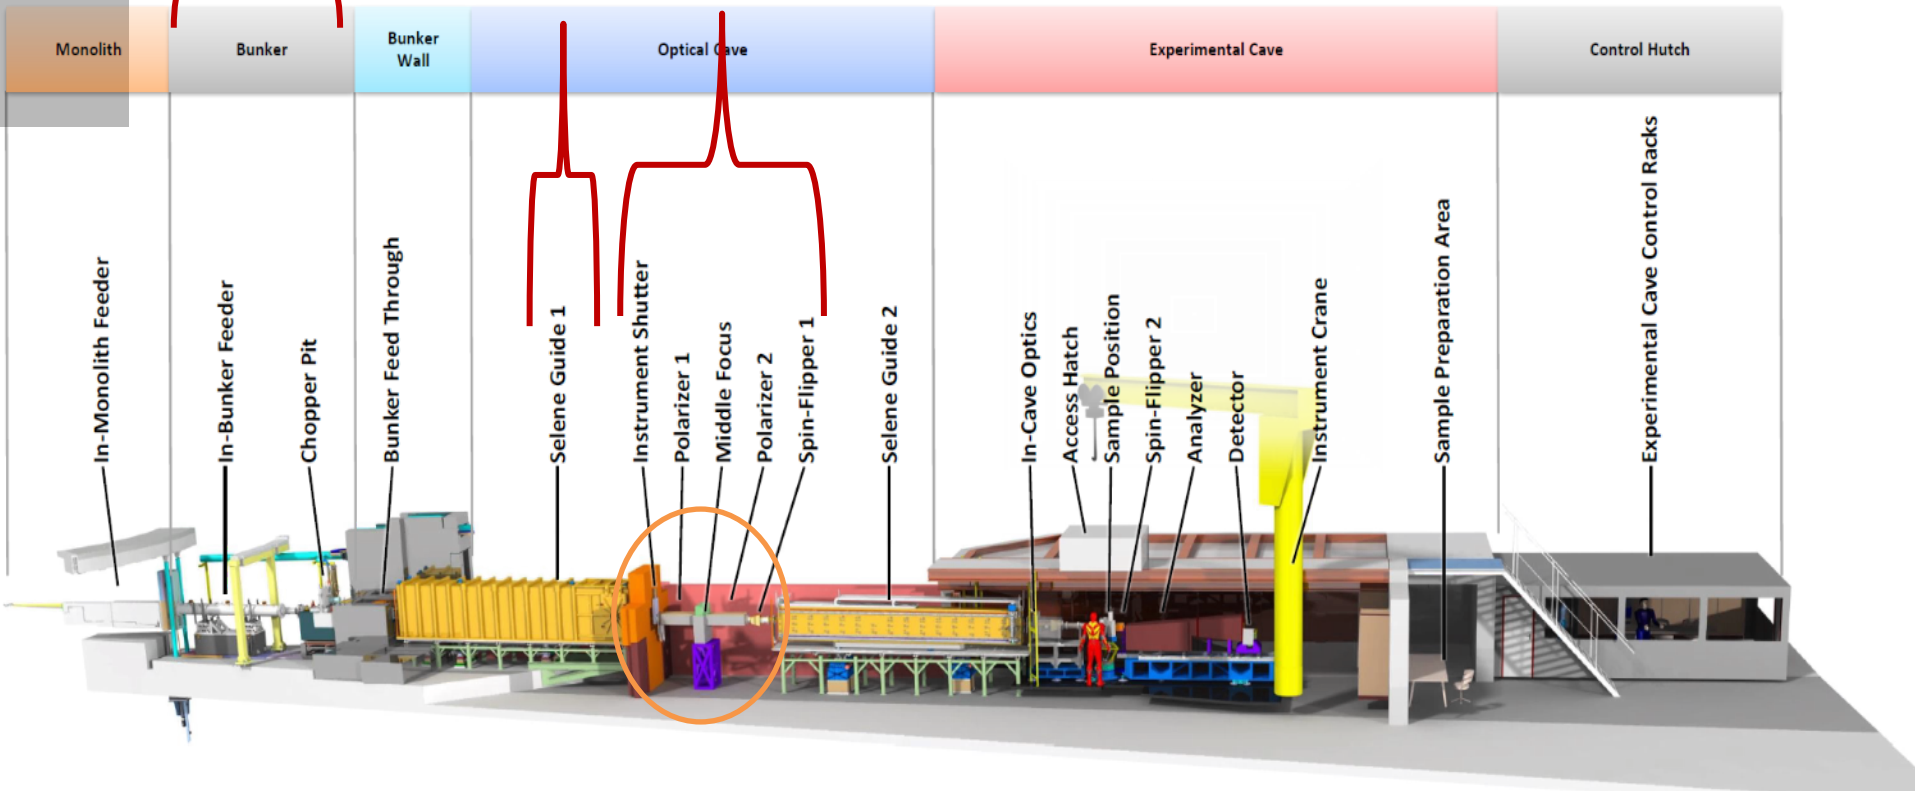 Monolith
Bunker
Bunker
Wall
Optical Cave
Experimental Cave
Control Hutch
In-Monolith Feeder
In-Bunker Feeder
Chopper Pit
Bunker Feed Through
Selene Guide 1
Instrument Shutter
Polarizer 1
Middle Focus
Polarizer 2
Spin-Flipper 1
Selene Guide 2
In-Cave Optics
Access Hatch
Sample Position
Spin-Flipper 2
Analyzer
Detector
Instrument Crane
Sample Preparation Area
Experimental Cave Control Racks